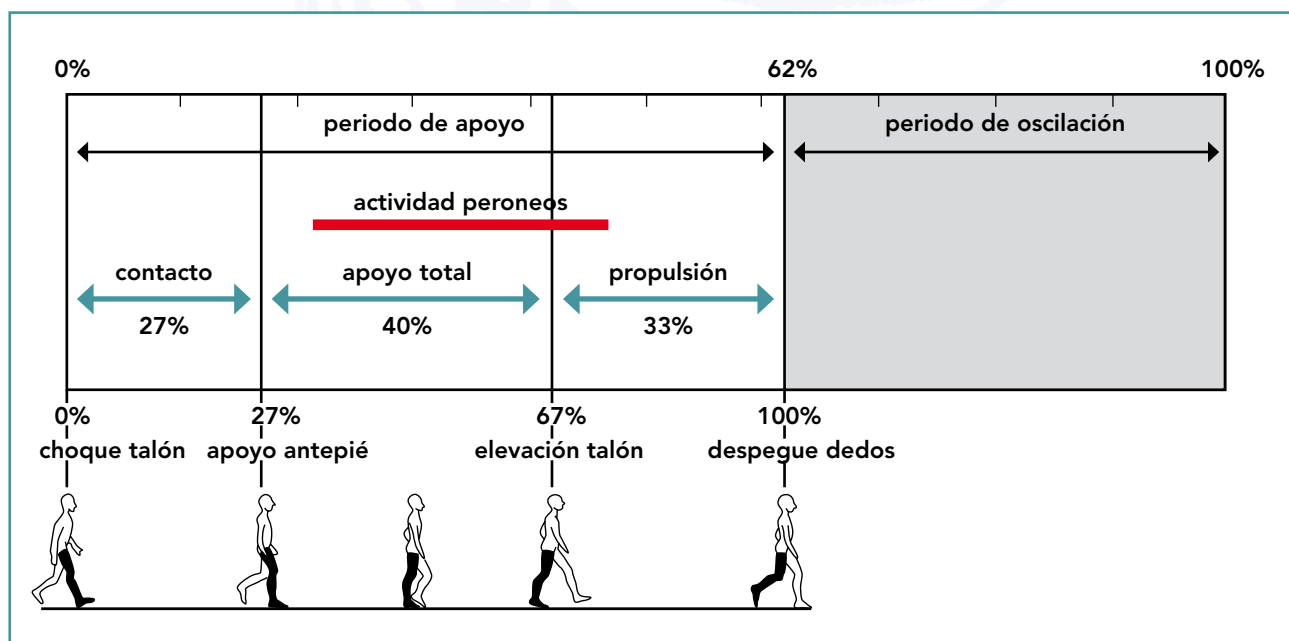 0% 62% 100%
periodo de apoyo periodo de oscilación
actividad peroneos
contacto apoyo total propulsión
27% 40% 33%
0% 27% 67% 100%
choque talón apoyo antepié elevación talón despegue dedos